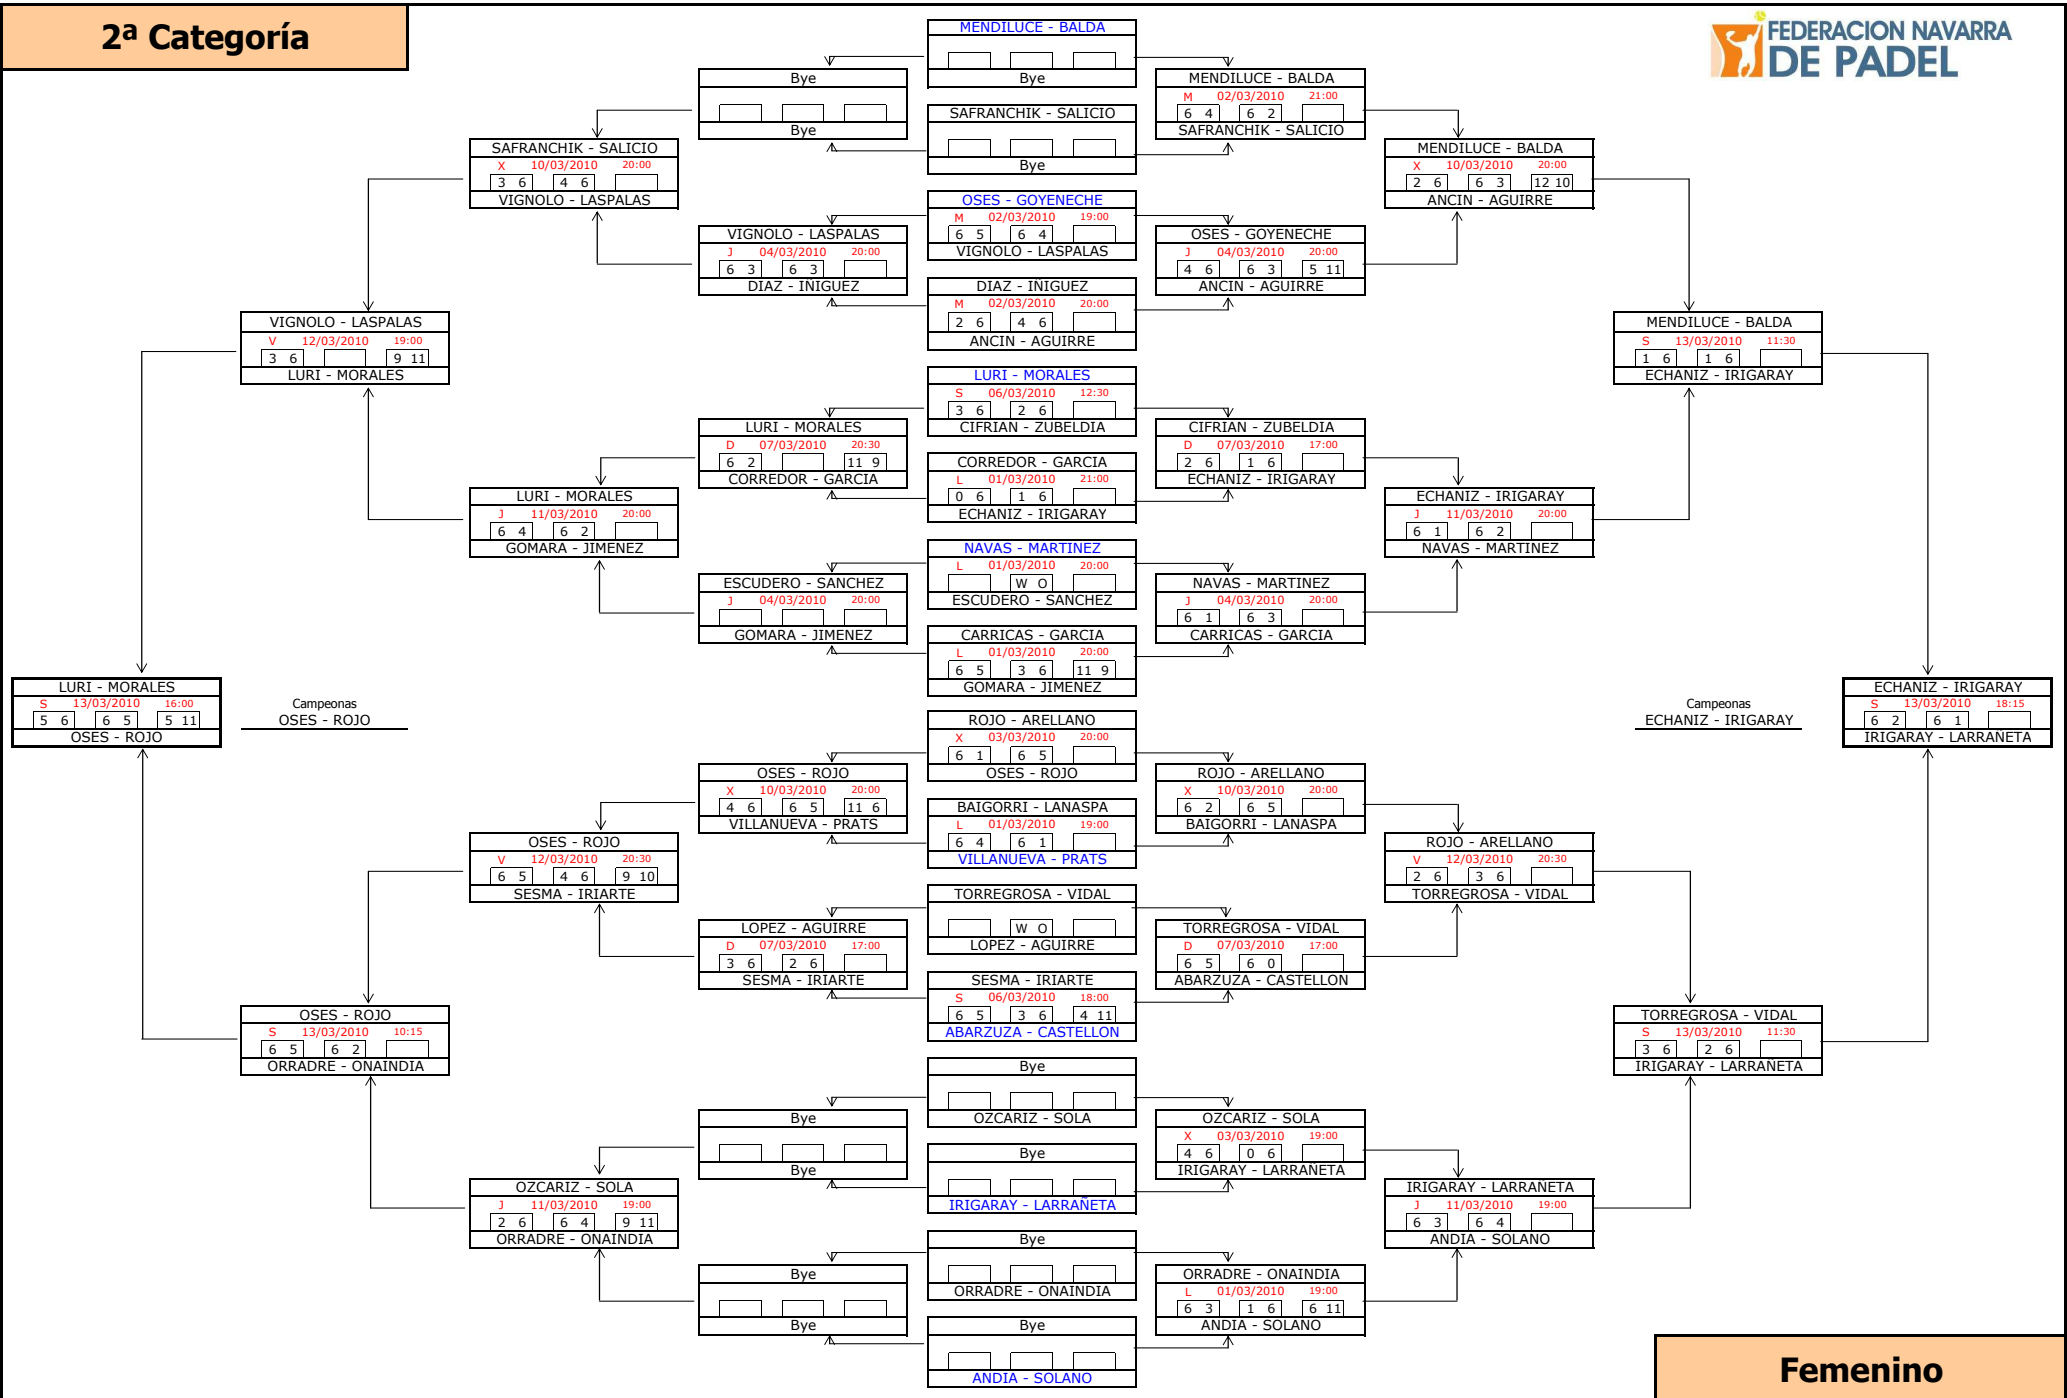 2ª Categoría
FEDERACION NAVARRA
DE PADEL
MENDILUCE - BALDA
Bye
SAFRANCHIK - SALICIO
Bye
OSES - GOYENECHE
M 02/03/2010 19:00
6 5 6 4
VIGNOLO - LASPALAS
DIAZ - IÑIGUEZ
M 02/03/2010 20:00
2 6 4 6
ANCIN - AGUIRRE
LURI - MORALES
S 06/03/2010 12:30
3 6 2 6
CIFRIAN - ZUBELDIA
CORREDOR - GARCIA
L 01/03/2010 21:00
0 6 1 6
ECHANIZ - IRIGARAY
NAVAS - MARTINEZ
L 01/03/2010 20:00
W O
ESCUDERO - SANCHEZ
CARRICAS - GARCIA
L 01/03/2010 20:00
6 5 3 6 11 9
GOMARA - JIMENEZ
ROJO - ARELLANO
X 03/03/2010 20:00
6 1 6 5
OSES - ROJO
BAIGORRI - LANASPA
L 01/03/2010 19:00
6 4 6 1
VILLANUEVA - PRATS
TORREGROSA - VIDAL
W O
LOPEZ - AGUIRRE
SESMA - IRIARTE
S 06/03/2010 18:00
6 5 3 6 4 11
ABARZUZA - CASTELLON
Bye
OZCARIZ - SOLA
Bye
IRIGARAY - LARRAÑETA
Bye
ORRADRE - ONAINDIA
Bye
ANDIA - SOLANO
Bye
Bye
VIGNOLO - LASPALAS
J 04/03/2010 20:00
6 3 6 3
DIAZ - IÑIGUEZ
LURI - MORALES
D 07/03/2010 20:30
6 2 11 9
CORREDOR - GARCIA
ESCUDERO - SANCHEZ
J 04/03/2010 20:00
GOMARA - JIMENEZ
OSES - ROJO
X 10/03/2010 20:00
4 6 6 5 11 6
VILLANUEVA - PRATS
LOPEZ - AGUIRRE
D 07/03/2010 17:00
3 6 2 6
SESMA - IRIARTE
Bye
Bye
Bye
Bye
SAFRANCHIK - SALICIO
X 10/03/2010 20:00
3 6 4 6
VIGNOLO - LASPALAS
LURI - MORALES
J 11/03/2010 20:00
6 4 6 2
GOMARA - JIMENEZ
OSES - ROJO
V 12/03/2010 20:30
6 5 4 6 9 10
SESMA - IRIARTE
OZCARIZ - SOLA
J 11/03/2010 19:00
2 6 6 4 9 11
ORRADRE - ONAINDIA
VIGNOLO - LASPALAS
V 12/03/2010 19:00
3 6 9 11
LURI - MORALES
OSES - ROJO
S 13/03/2010 10:15
6 5 6 2
ORRADRE - ONAINDIA
LURI - MORALES
S 13/03/2010 16:00
5 6 6 5 5 11
OSES - ROJO
Campeonas
OSES - ROJO
MENDILUCE - BALDA
M 02/03/2010 21:00
6 4 6 2
SAFRANCHIK - SALICIO
OSES - GOYENECHE
J 04/03/2010 20:00
4 6 6 3 5 11
ANCIN - AGUIRRE
CIFRIAN - ZUBELDIA
D 07/03/2010 17:00
2 6 1 6
ECHANIZ - IRIGARAY
NAVAS - MARTINEZ
J 04/03/2010 20:00
6 1 6 3
CARRICAS - GARCIA
ROJO - ARELLANO
X 10/03/2010 20:00
6 2 6 5
BAIGORRI - LANASPA
TORREGROSA - VIDAL
D 07/03/2010 17:00
6 5 6 0
ABARZUZA - CASTELLON
OZCARIZ - SOLA
X 03/03/2010 19:00
4 6 0 6
IRIGARAY - LARRAÑETA
ORRADRE - ONAINDIA
L 01/03/2010 19:00
6 3 1 6 6 11
ANDIA - SOLANO
MENDILUCE - BALDA
X 10/03/2010 20:00
2 6 6 3 12 10
ANCIN - AGUIRRE
ECHANIZ - IRIGARAY
J 11/03/2010 20:00
6 1 6 2
NAVAS - MARTINEZ
ROJO - ARELLANO
V 12/03/2010 20:30
2 6 3 6
TORREGROSA - VIDAL
IRIGARAY - LARRAÑETA
J 11/03/2010 19:00
6 3 6 4
ANDIA - SOLANO
MENDILUCE - BALDA
S 13/03/2010 11:30
1 6 1 6
ECHANIZ - IRIGARAY
TORREGROSA - VIDAL
S 13/03/2010 11:30
3 6 2 6
IRIGARAY - LARRAÑETA
Campeonas
ECHANIZ - IRIGARAY
ECHANIZ - IRIGARAY
S 13/03/2010 18:15
6 2 6 1
IRIGARAY - LARRAÑETA
Femenino